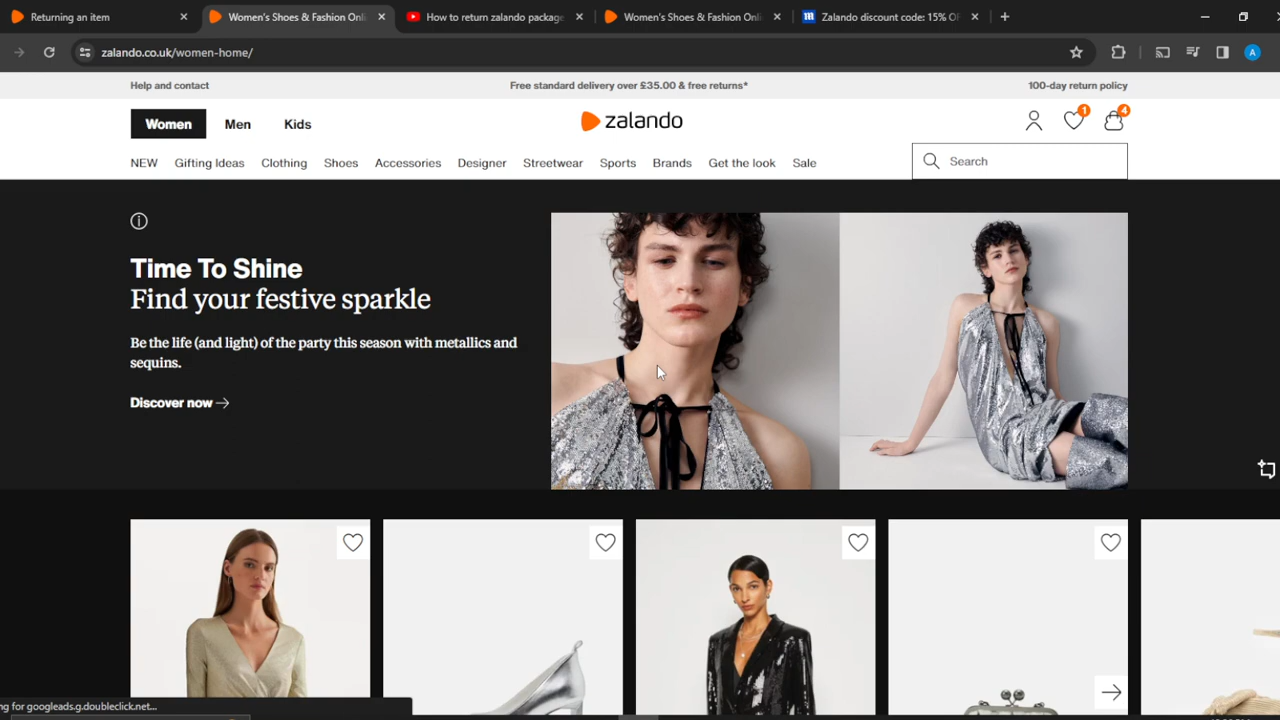 Returning an item
Women's Shoes & Fashion Onli
How to return zalando package
Women's Shoes & Fashion Onli
Zalando discount code: 15% Of
zalando.co.uk/women-home/
A
Help and contact
Free standard delivery over £35.00 & free returns*
100-day return policy
Women
Men
Kids
zalando
1
4
NEW
Gifting Ideas
Clothing
Shoes
Accessories
Designer
Streetwear
Sports
Brands
Get the look
Sale
Search
Time To Shine
Find your festive sparkle
Be the life (and light) of the party this season with metallics and
sequins.
Discover now
ng for googleads.g.doubleclick.net...